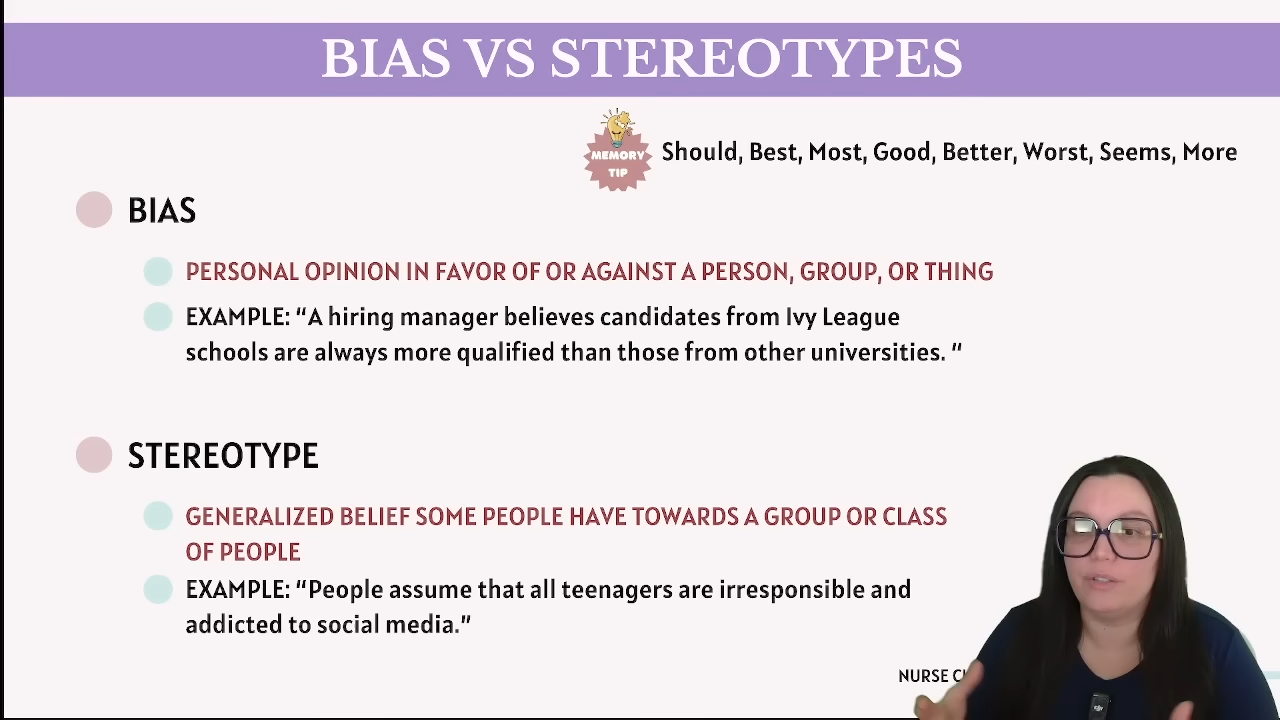 BIAS VS STEREOTYPES
MEMORY
TIP
Should, Best, Most, Good, Better, Worst, Seems, More
BIAS
PERSONAL OPINION IN FAVOR OF OR AGAINST A PERSON, GROUP, OR THING
EXAMPLE: “A hiring manager believes candidates from Ivy League
schools are always more qualified than those from other universities. “
STEREOTYPE
GENERALIZED BELIEF SOME PEOPLE HAVE TOWARDS A GROUP OR CLASS
OF PEOPLE
EXAMPLE: “People assume that all teenagers are irresponsible and
addicted to social media.”
NURSE